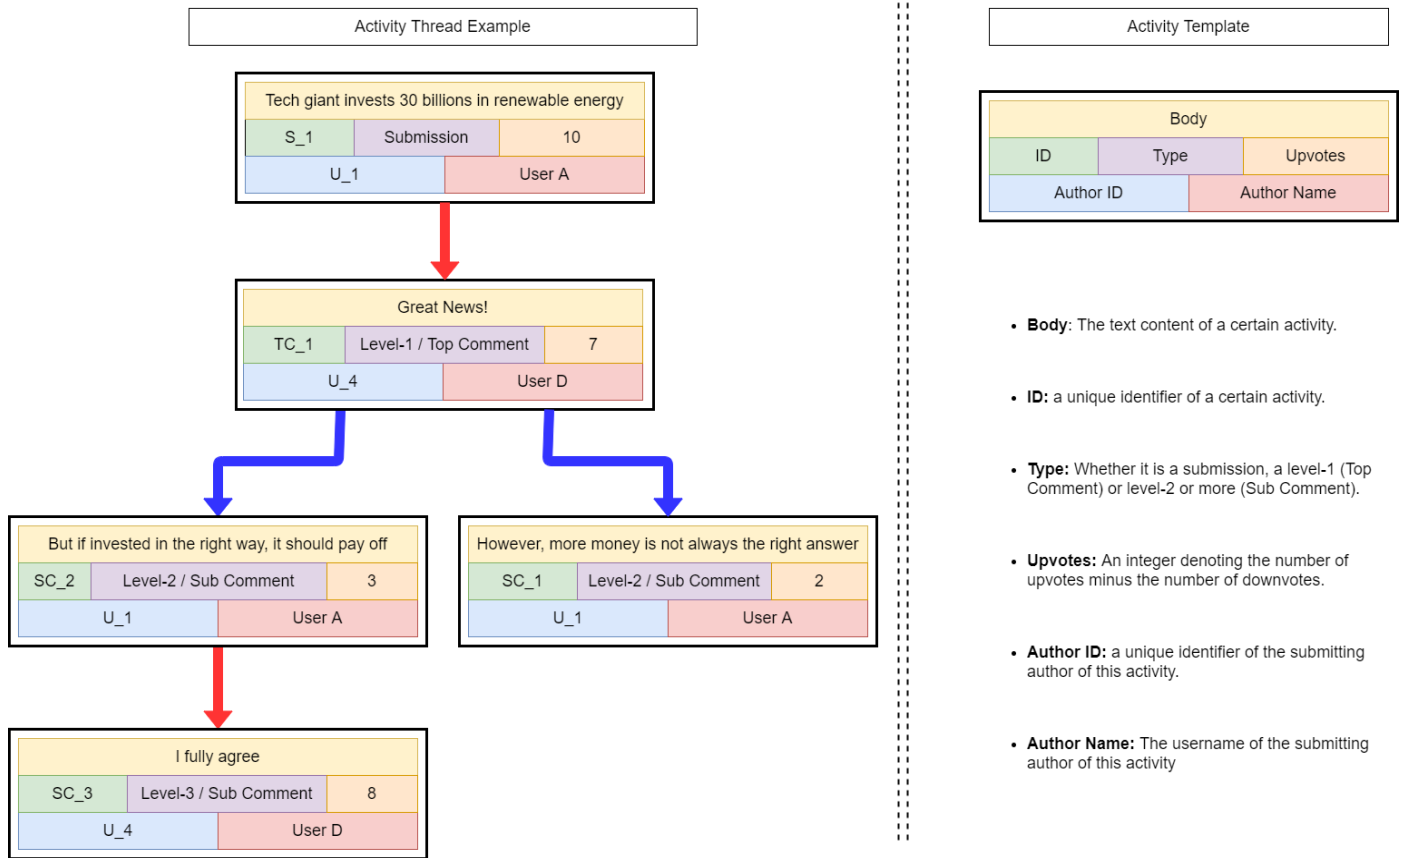 Activity Thread Example
Tech giant invests 30 billions in renewable energy
S_1 Submission 10
U_1 User A
Great News!
TC_1 Level-1 / Top Comment 7
U_4 User D
But if invested in the right way, it should pay off
SC_2 Level-2 / Sub Comment 3
U_1 User A
However, more money is not always the right answer
SC_1 Level-2 / Sub Comment 2
U_1 User A
I fully agree
SC_3 Level-3 / Sub Comment 8
U_4 User D
Activity Template
Body
ID Type Upvotes
Author ID Author Name
• Body: The text content of a certain activity.
• ID: a unique identifier of a certain activity.
• Type: Whether it is a submission, a level-1 (Top
Comment) or level-2 or more (Sub Comment).
• Upvotes: An integer denoting the number of
upvotes minus the number of downvotes.
• Author ID: a unique identifier of the submitting
author of this activity.
• Author Name: The username of the submitting
author of this activity